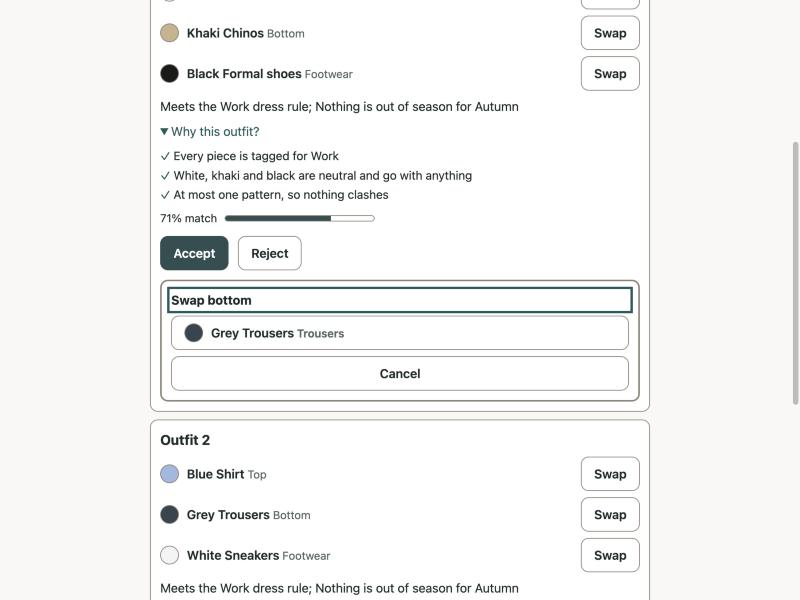 Khaki Chinos Bottom
Swap
Black Formal shoes Footwear
Swap
Meets the Work dress rule; Nothing is out of season for Autumn
▼ Why this outfit?
✓ Every piece is tagged for Work
✓ White, khaki and black are neutral and go with anything
✓ At most one pattern, so nothing clashes
71% match
Accept
Reject
Swap bottom
Grey Trousers Trousers
Cancel
Outfit 2
Blue Shirt Top
Swap
Grey Trousers Bottom
Swap
White Sneakers Footwear
Swap
Meets the Work dress rule; Nothing is out of season for Autumn